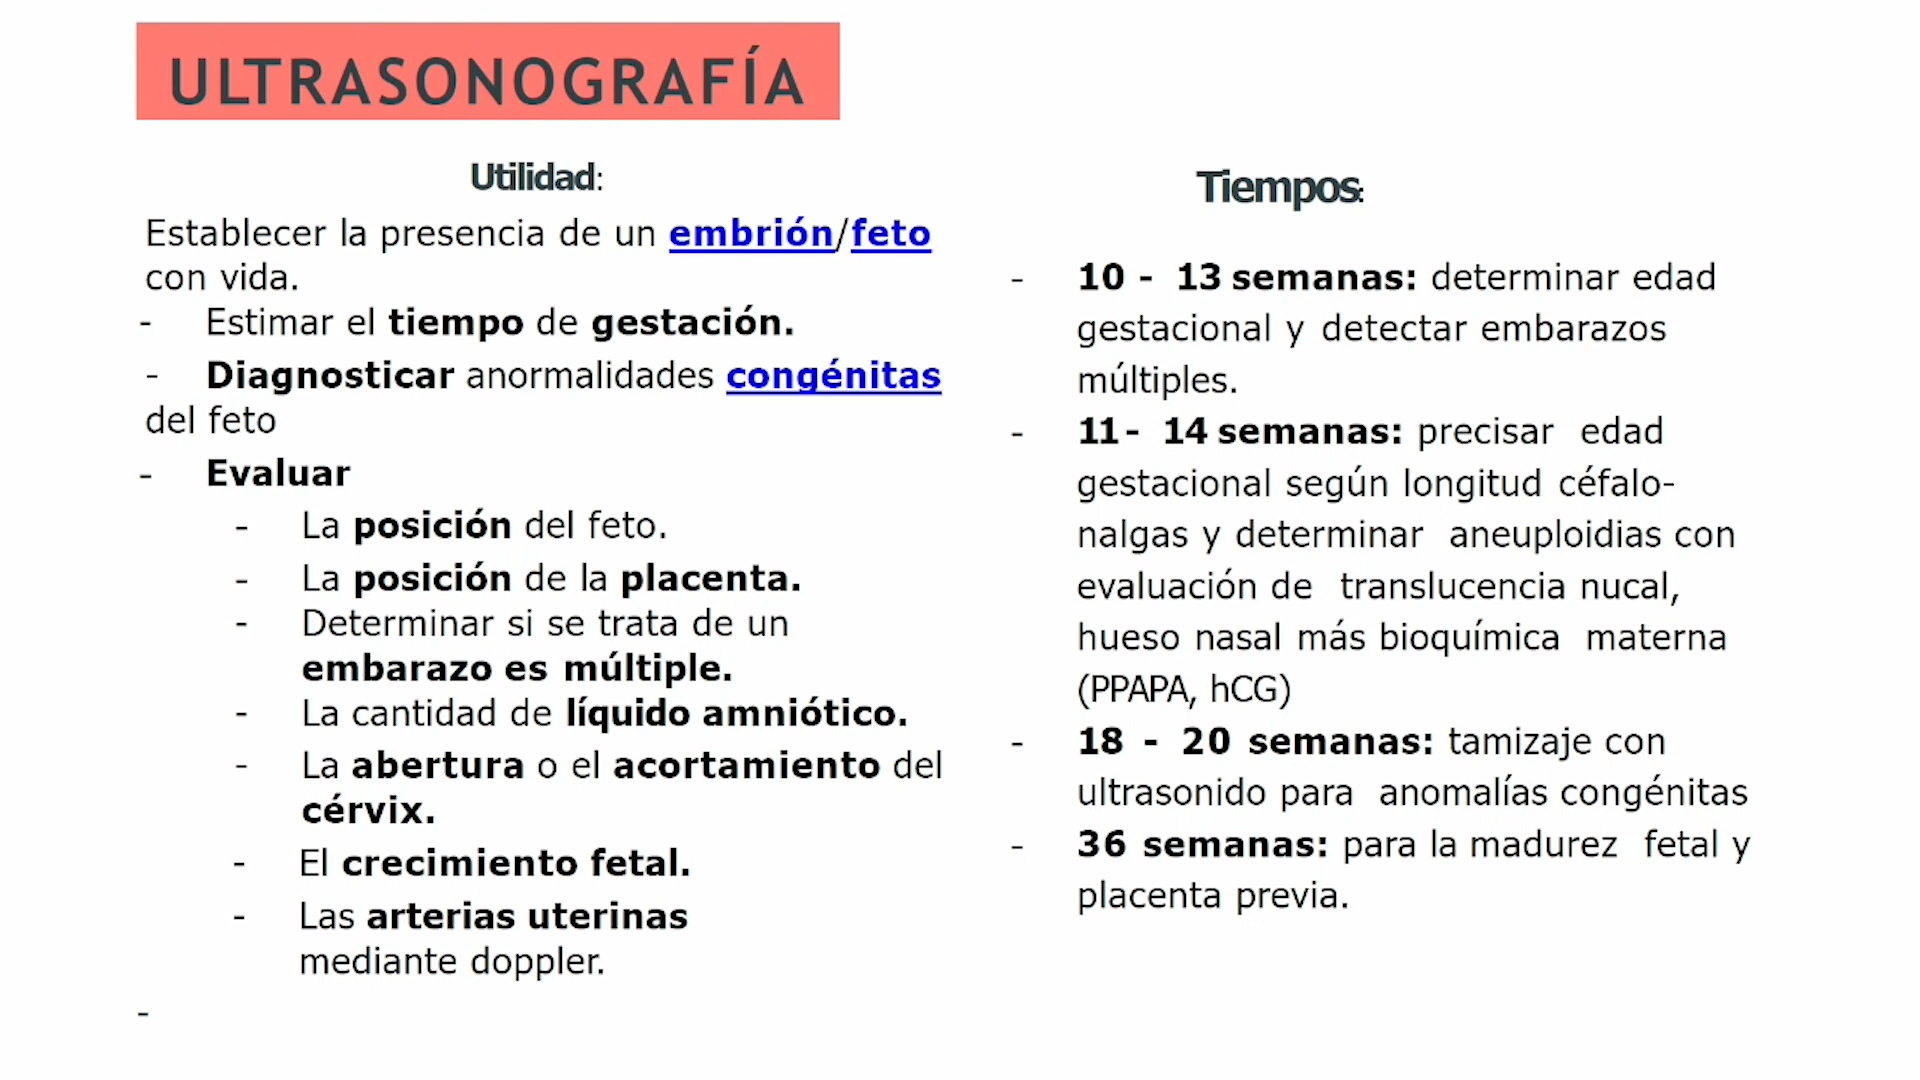 ULTRASONOGRAFÍA
Utilidad:
Establecer la presencia de un embrión/feto
con vida.
- Estimar el tiempo de gestación.
- Diagnosticar anormalidades congénitas
del feto
- Evaluar
- La posición del feto.
- La posición de la placenta.
- Determinar si se trata de un
embarazo es múltiple.
- La cantidad de líquido amniótico.
- La abertura o el acortamiento del
cérvix.
- El crecimiento fetal.
- Las arterias uterinas
mediante doppler.
-
Tiempos:
- 10 - 13 semanas: determinar edad
gestacional y detectar embarazos
múltiples.
- 11- 14 semanas: precisar edad
gestacional según longitud céfalo-
nalgas y determinar aneuploidias con
evaluación de translucencia nucal,
hueso nasal más bioquímica materna
(PPAPA, hCG)
- 18 - 20 semanas: tamizaje con
ultrasonido para anomalías congénitas
- 36 semanas: para la madurez fetal y
placenta previa.